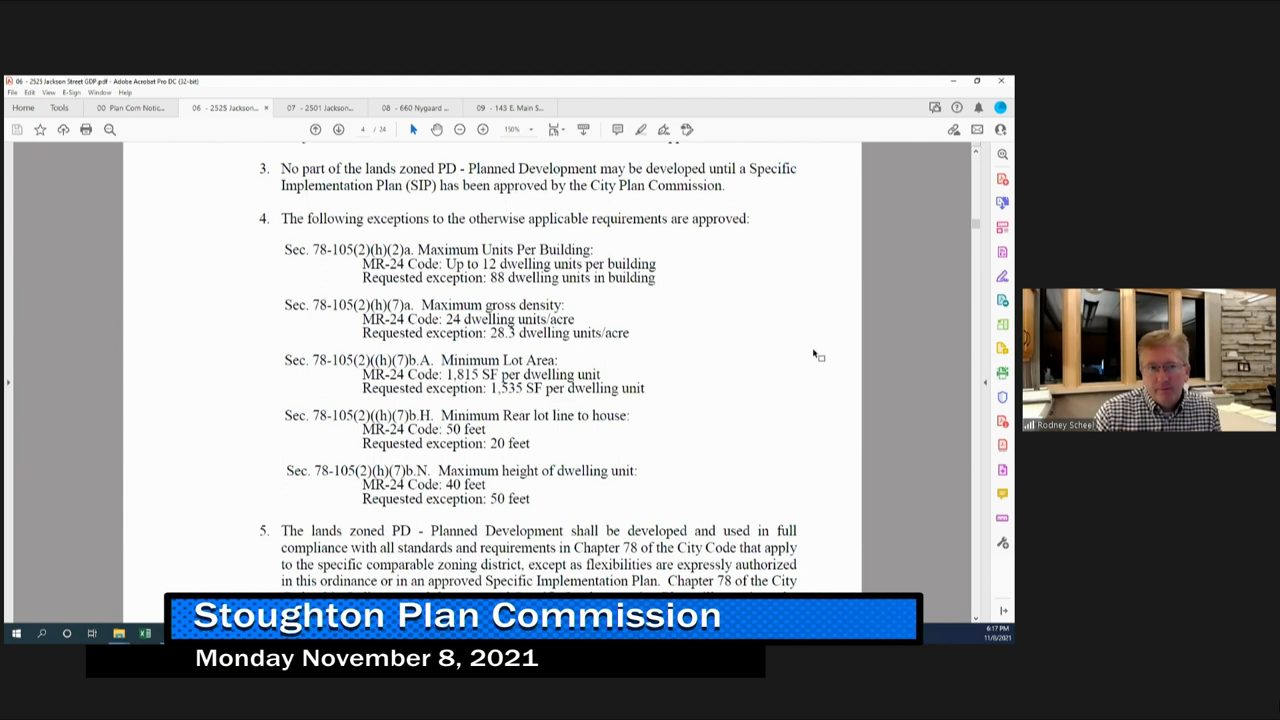 06 - 2525 Jackson Street GDP.pdf - Adobe Acrobat Pro DC (32-bit)
File Edit View E-Sign Window Help
Home Tools 00 Plan Com Notic... 06 - 2525 Jackson... × 07 - 2501 Jackson... 08 - 660 Nygaard ... 09 - 143 E. Main S...
4 / 24 150%
3. No part of the lands zoned PD - Planned Development may be developed until a Specific
Implementation Plan (SIP) has been approved by the City Plan Commission.
4. The following exceptions to the otherwise applicable requirements are approved:
Sec. 78-105(2)(h)(2)a. Maximum Units Per Building:
MR-24 Code: Up to 12 dwelling units per building
Requested exception: 88 dwelling units in building
Sec. 78-105(2)(h)(7)a. Maximum gross density:
MR-24 Code: 24 dwelling units/acre
Requested exception: 28.3 dwelling units/acre
Sec. 78-105(2)((h)(7)b.A. Minimum Lot Area:
MR-24 Code: 1,815 SF per dwelling unit
Requested exception: 1,535 SF per dwelling unit
Sec. 78-105(2)((h)(7)b.H. Minimum Rear lot line to house:
MR-24 Code: 50 feet
Requested exception: 20 feet
Sec. 78-105(2)(h)(7)b.N. Maximum height of dwelling unit:
MR-24 Code: 40 feet
Requested exception: 50 feet
5. The lands zoned PD - Planned Development shall be developed and used in full
compliance with all standards and requirements in Chapter 78 of the City Code that apply
to the specific comparable zoning district, except as flexibilities are expressly authorized
in this ordinance or in an approved Specific Implementation Plan. Chapter 78 of the City
Rodney Scheel
6:17 PM
11/8/2021
Stoughton Plan Commission
Monday November 8, 2021